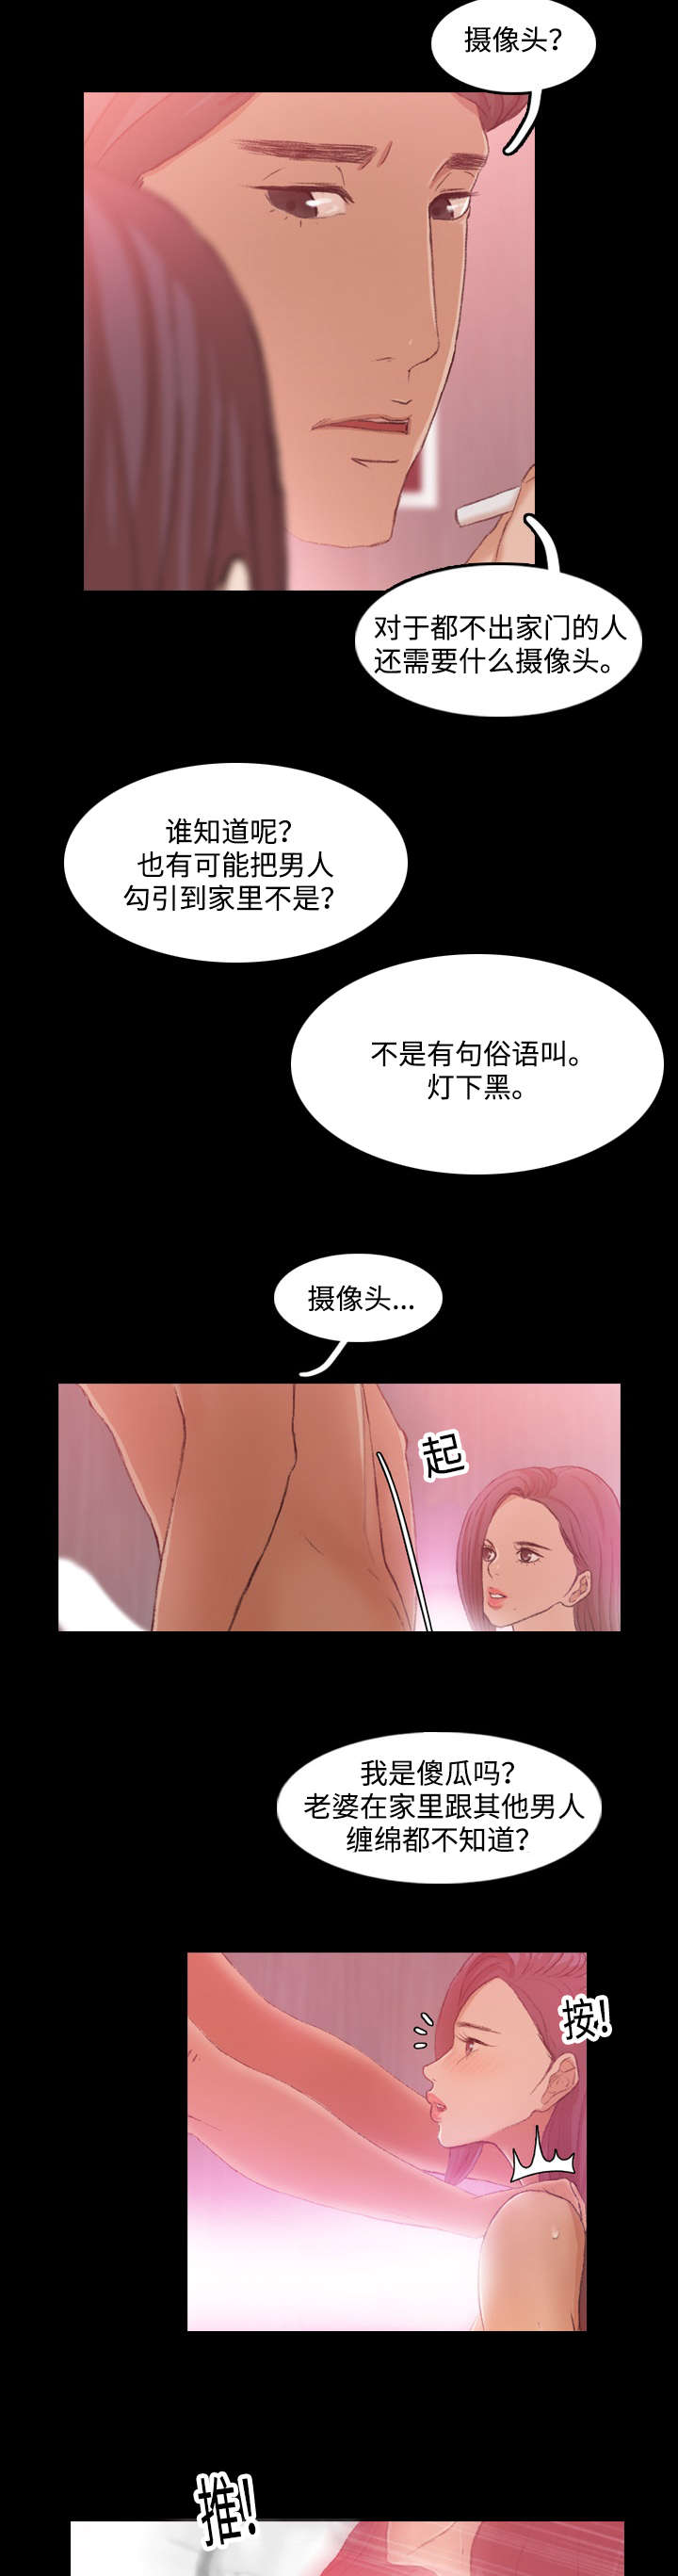 摄像头？
对于都不出家门的人
还需要什么摄像头。
谁知道呢？
也有可能把男人
勾引到家里不是？
不是有句俗语叫。
灯下黑。
摄像头...
起
我是傻瓜吗？
老婆在家里跟其他男人
缠绵都不知道？
按！
推！